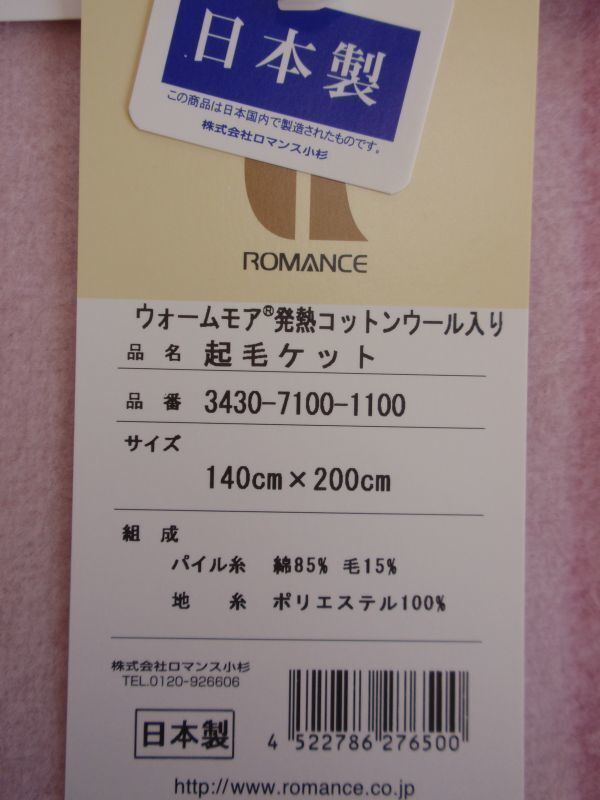 日本製
この商品は日本国内で製造されたものです。
株式会社ロマンス小杉
ROMANCE
ウォームモア®発熱コットンウール入り
品名 起毛ケット
品番 3430-7100-1100
サイズ
140cm×200cm
組成
パイル糸 綿85% 毛15%
地糸 ポリエステル100%
株式会社ロマンス小杉
TEL.0120-926606
日本製
4 522786 276500
http://www.romance.co.jp